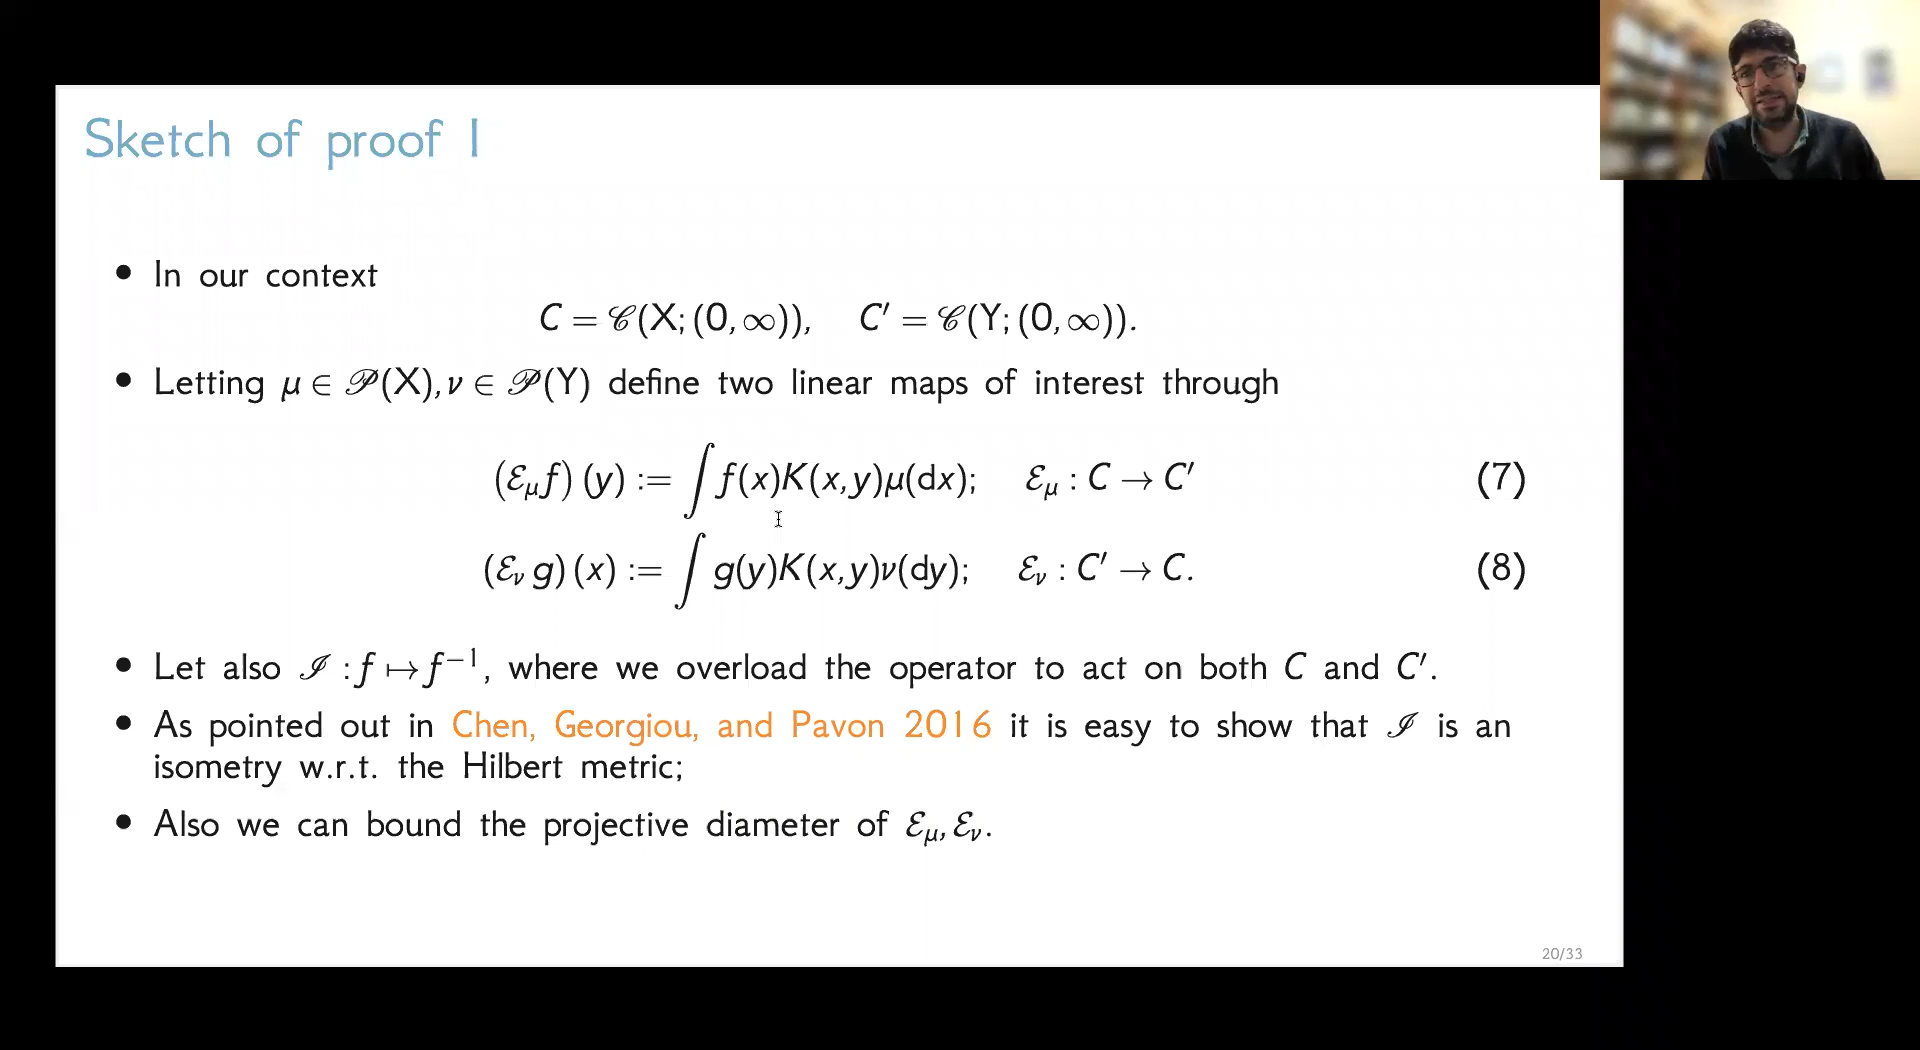 Sketch of proof I
• In our context
C = 𝒞(X; (0, ∞)), C′ = 𝒞(Y; (0, ∞)).
• Letting μ ∈ 𝒫(X), ν ∈ 𝒫(Y) define two linear maps of interest through
(ℰ_μ f)(y) := ∫ f(x)K(x,y)μ(dx); ℰ_μ : C → C′ (7)
(ℰ_ν g)(x) := ∫ g(y)K(x,y)ν(dy); ℰ_ν : C′ → C. (8)
• Let also ℐ : f ↦ f⁻¹, where we overload the operator to act on both C and C′.
• As pointed out in Chen, Georgiou, and Pavon 2016 it is easy to show that ℐ is an
isometry w.r.t. the Hilbert metric;
• Also we can bound the projective diameter of ℰ_μ, ℰ_ν.
20/33